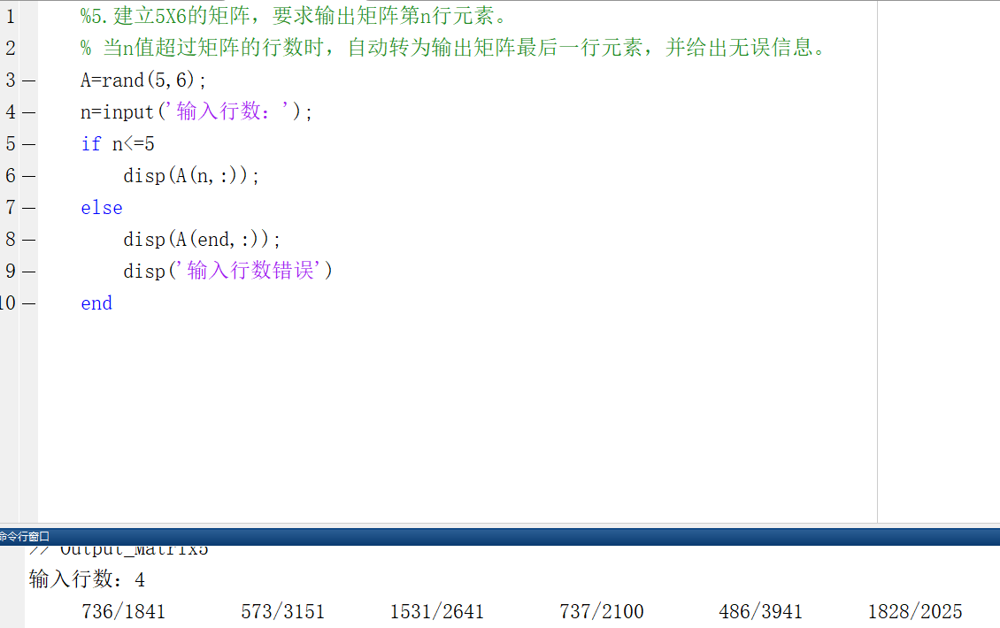 1 %5.建立5X6的矩阵，要求输出矩阵第n行元素。
2 % 当n值超过矩阵的行数时，自动转为输出矩阵最后一行元素，并给出无误信息。
3 — A=rand(5,6);
4 — n=input('输入行数：');
5 — if n<=5
6 — disp(A(n,:));
7 — else
8 — disp(A(end,:));
9 — disp('输入行数错误')
10 — end
命令行窗口
>> Output_Matrix5
输入行数：4
736/1841 573/3151 1531/2641 737/2100 486/3941 1828/2025